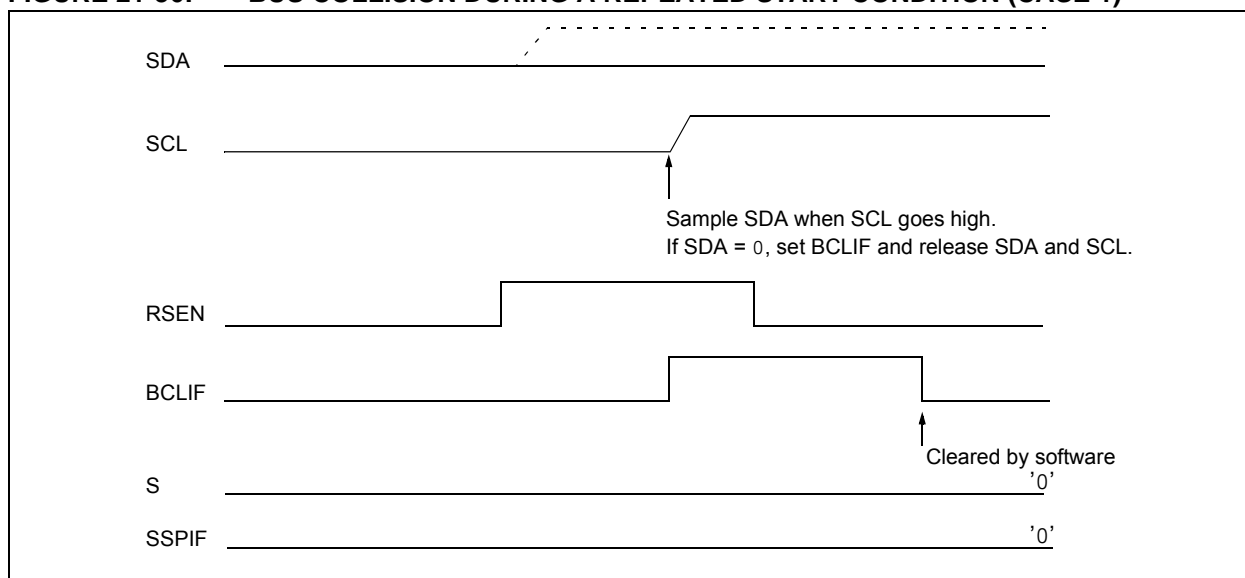 SDA
SCL
Sample SDA when SCL goes high.
If SDA = 0, set BCLIF and release SDA and SCL.
RSEN
BCLIF
Cleared by software
S
'0'
SSPIF
'0'